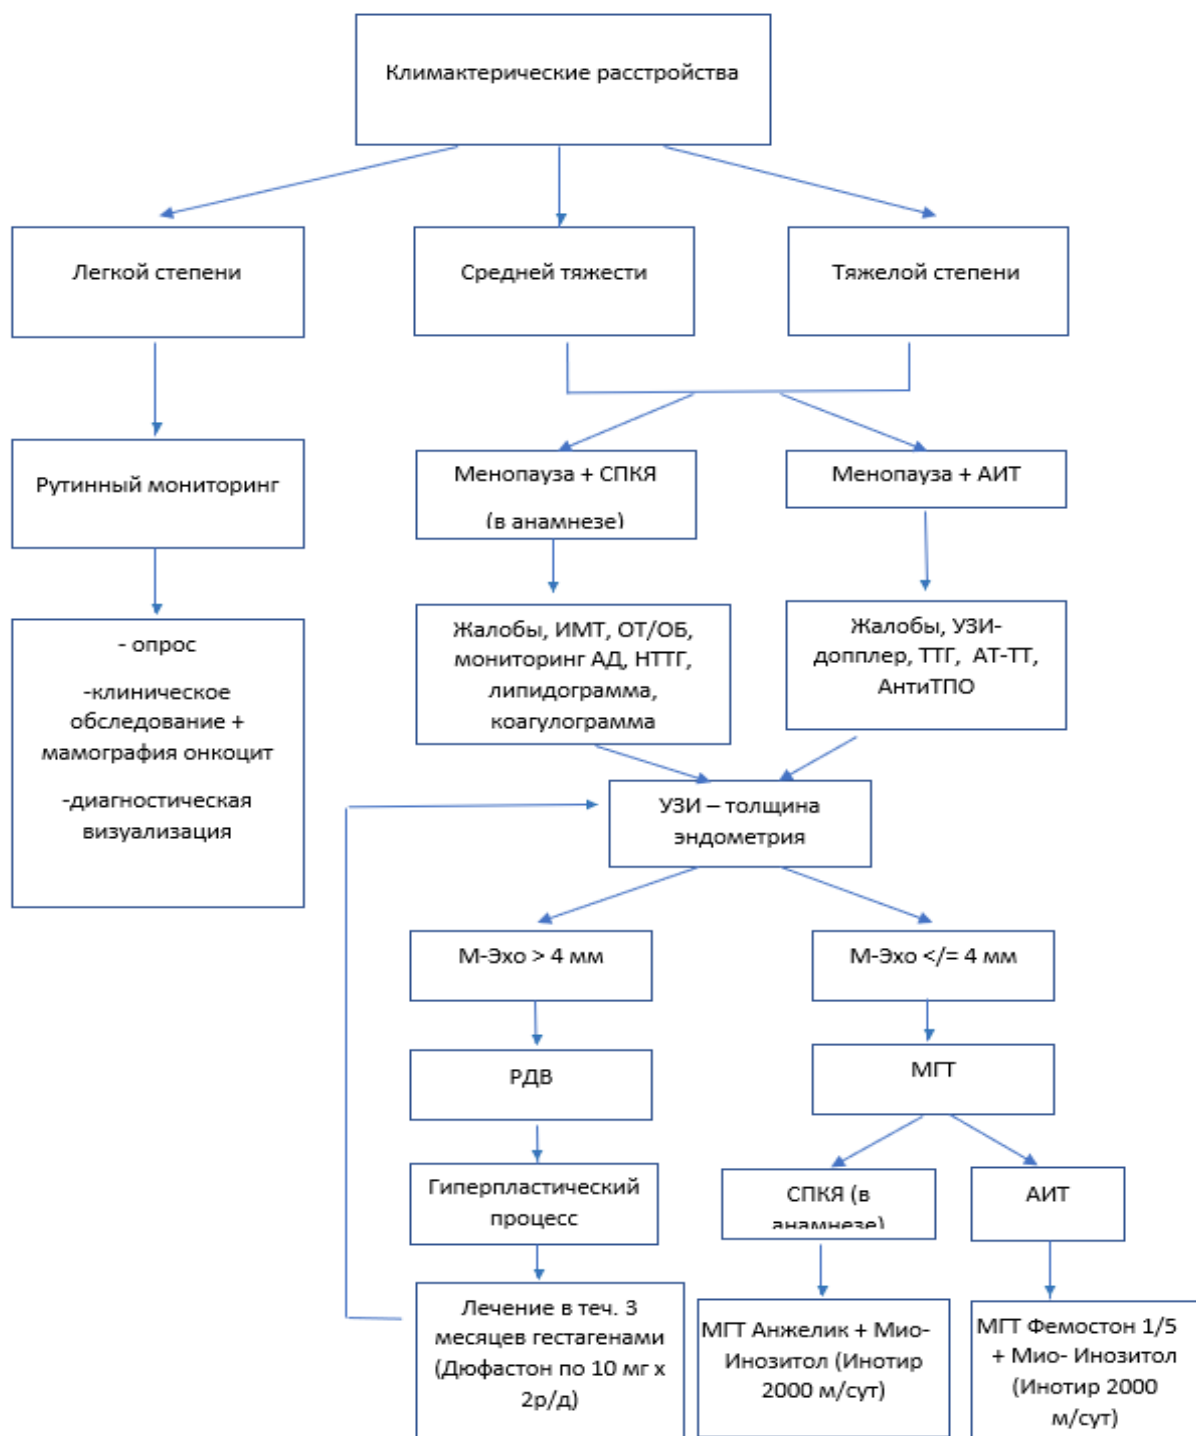 Климактерические расстройства
Легкой степени
Средней тяжести
Тяжелой степени
Рутинный мониторинг
Менопауза + СПКЯ
(в анамнезе)
Менопауза + АИТ
- опрос
-клиническое
обследование +
мамография онкоцит
-диагностическая
визуализация
Жалобы, ИМТ, ОТ/ОБ,
мониторинг АД, НТТГ,
липидограмма,
коагулограмма
Жалобы, УЗИ-
допплер, ТТГ, АТ-ТТ,
АнтиТПО
УЗИ – толщина
эндометрия
М-Эхо > 4 мм
М-Эхо </= 4 мм
РДВ
МГТ
Гиперпластический
процесс
СПКЯ (в
анамнезе)
АИТ
Лечение в теч. 3
месяцев гестагенами
(Дюфастон по 10 мг х
2р/д)
МГТ Анжелик + Мио-
Инозитол (Инотир
2000 м/сут)
МГТ Фемостон 1/5
+ Мио- Инозитол
(Инотир 2000
м/сут)